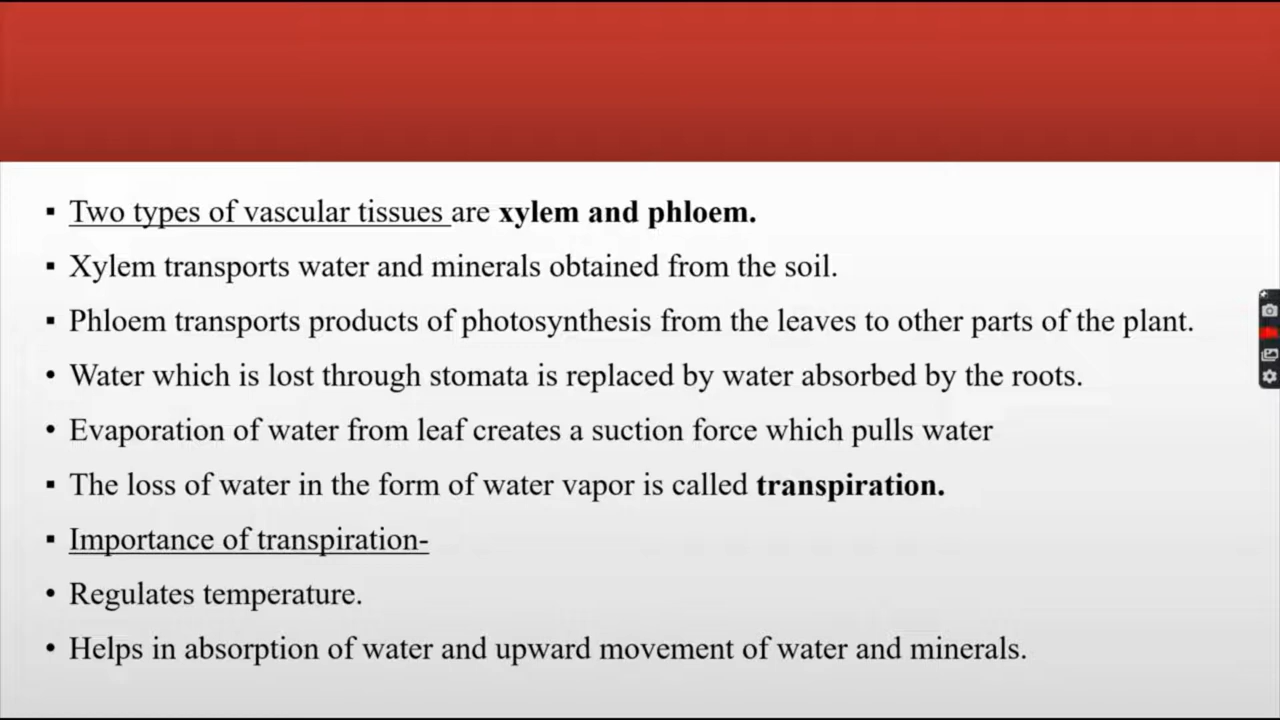 ▪ Two types of vascular tissues are xylem and phloem.
▪ Xylem transports water and minerals obtained from the soil.
▪ Phloem transports products of photosynthesis from the leaves to other parts of the plant.
• Water which is lost through stomata is replaced by water absorbed by the roots.
• Evaporation of water from leaf creates a suction force which pulls water
▪ The loss of water in the form of water vapor is called transpiration.
▪ Importance of transpiration-
• Regulates temperature.
• Helps in absorption of water and upward movement of water and minerals.